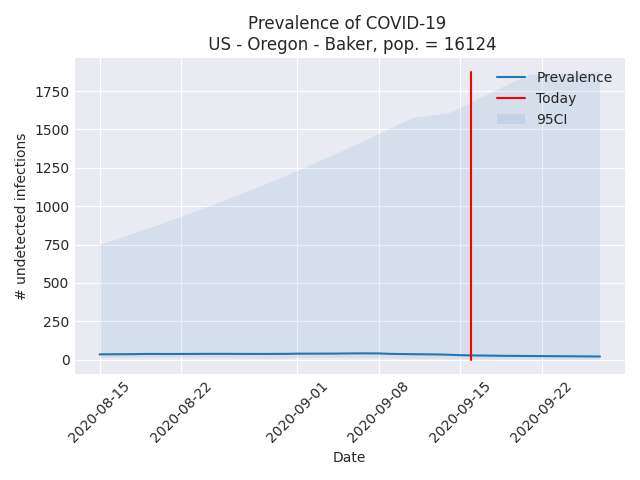 Prevalence of COVID-19
US - Oregon - Baker, pop. = 16124
Prevalence
Today
95CI
1750
1500
1250
1000
750
500
250
0
# undetected infections
2020-08-15
2020-08-22
2020-09-01
2020-09-08
2020-09-15
2020-09-22
Date